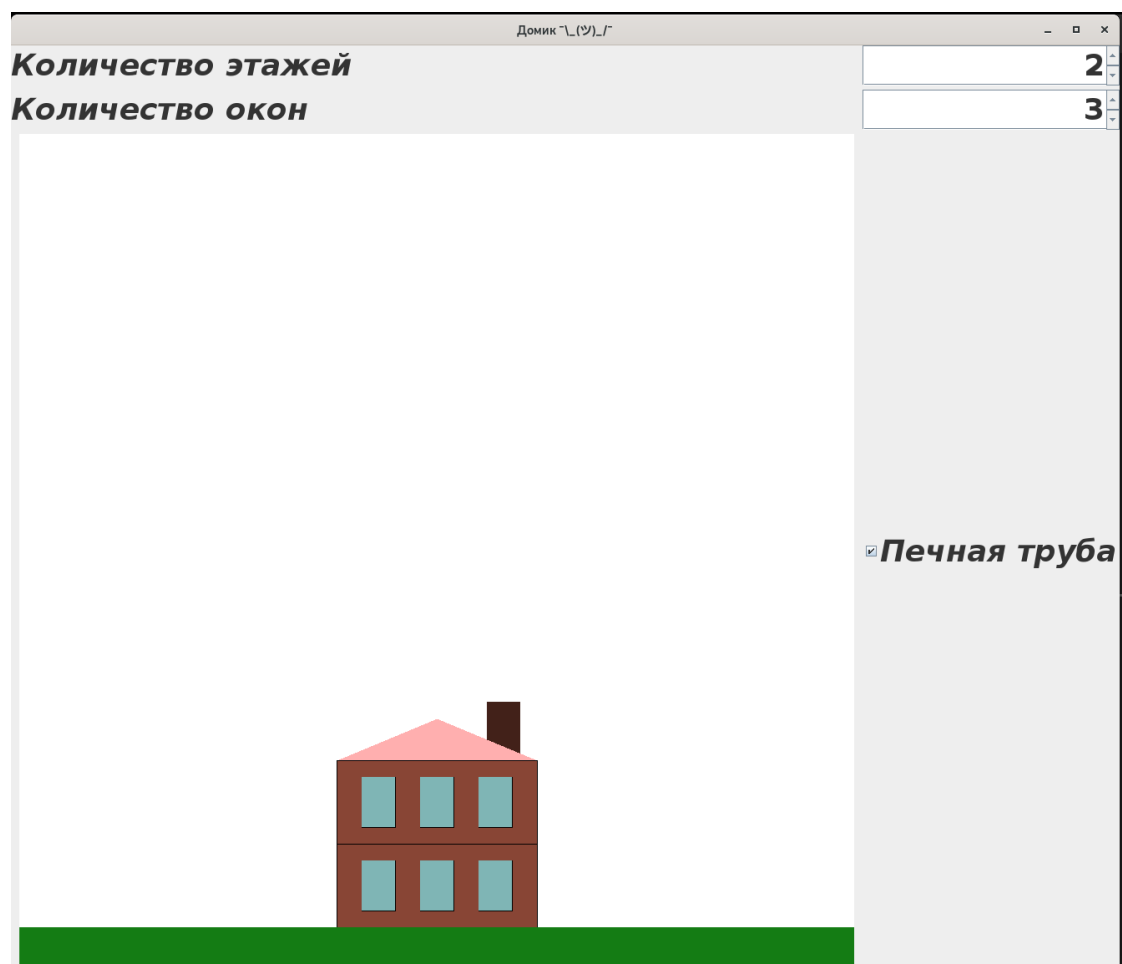 Домик ¯\_(ツ)_/¯
Количество этажей 2
Количество окон 3
Печная труба